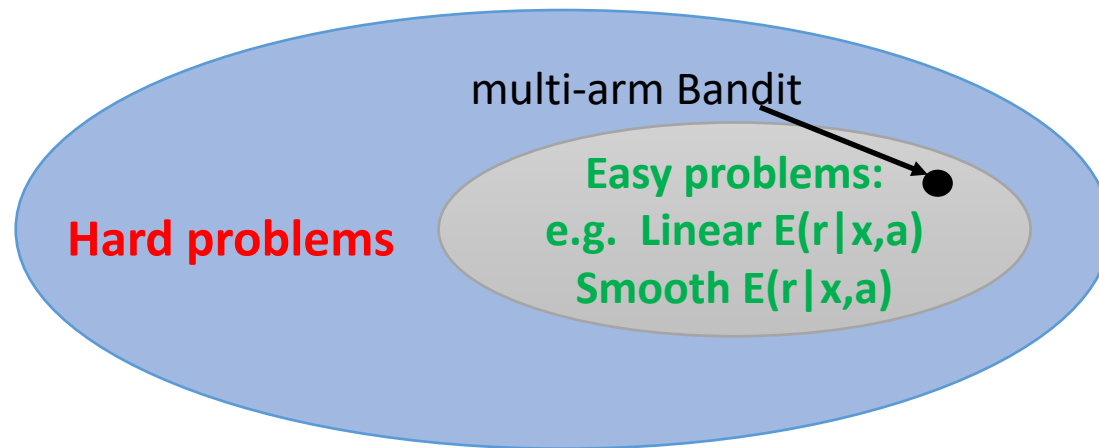 multi-arm Bandit
Easy problems:
e.g. Linear E(r|x,a)
Smooth E(r|x,a)
Hard problems